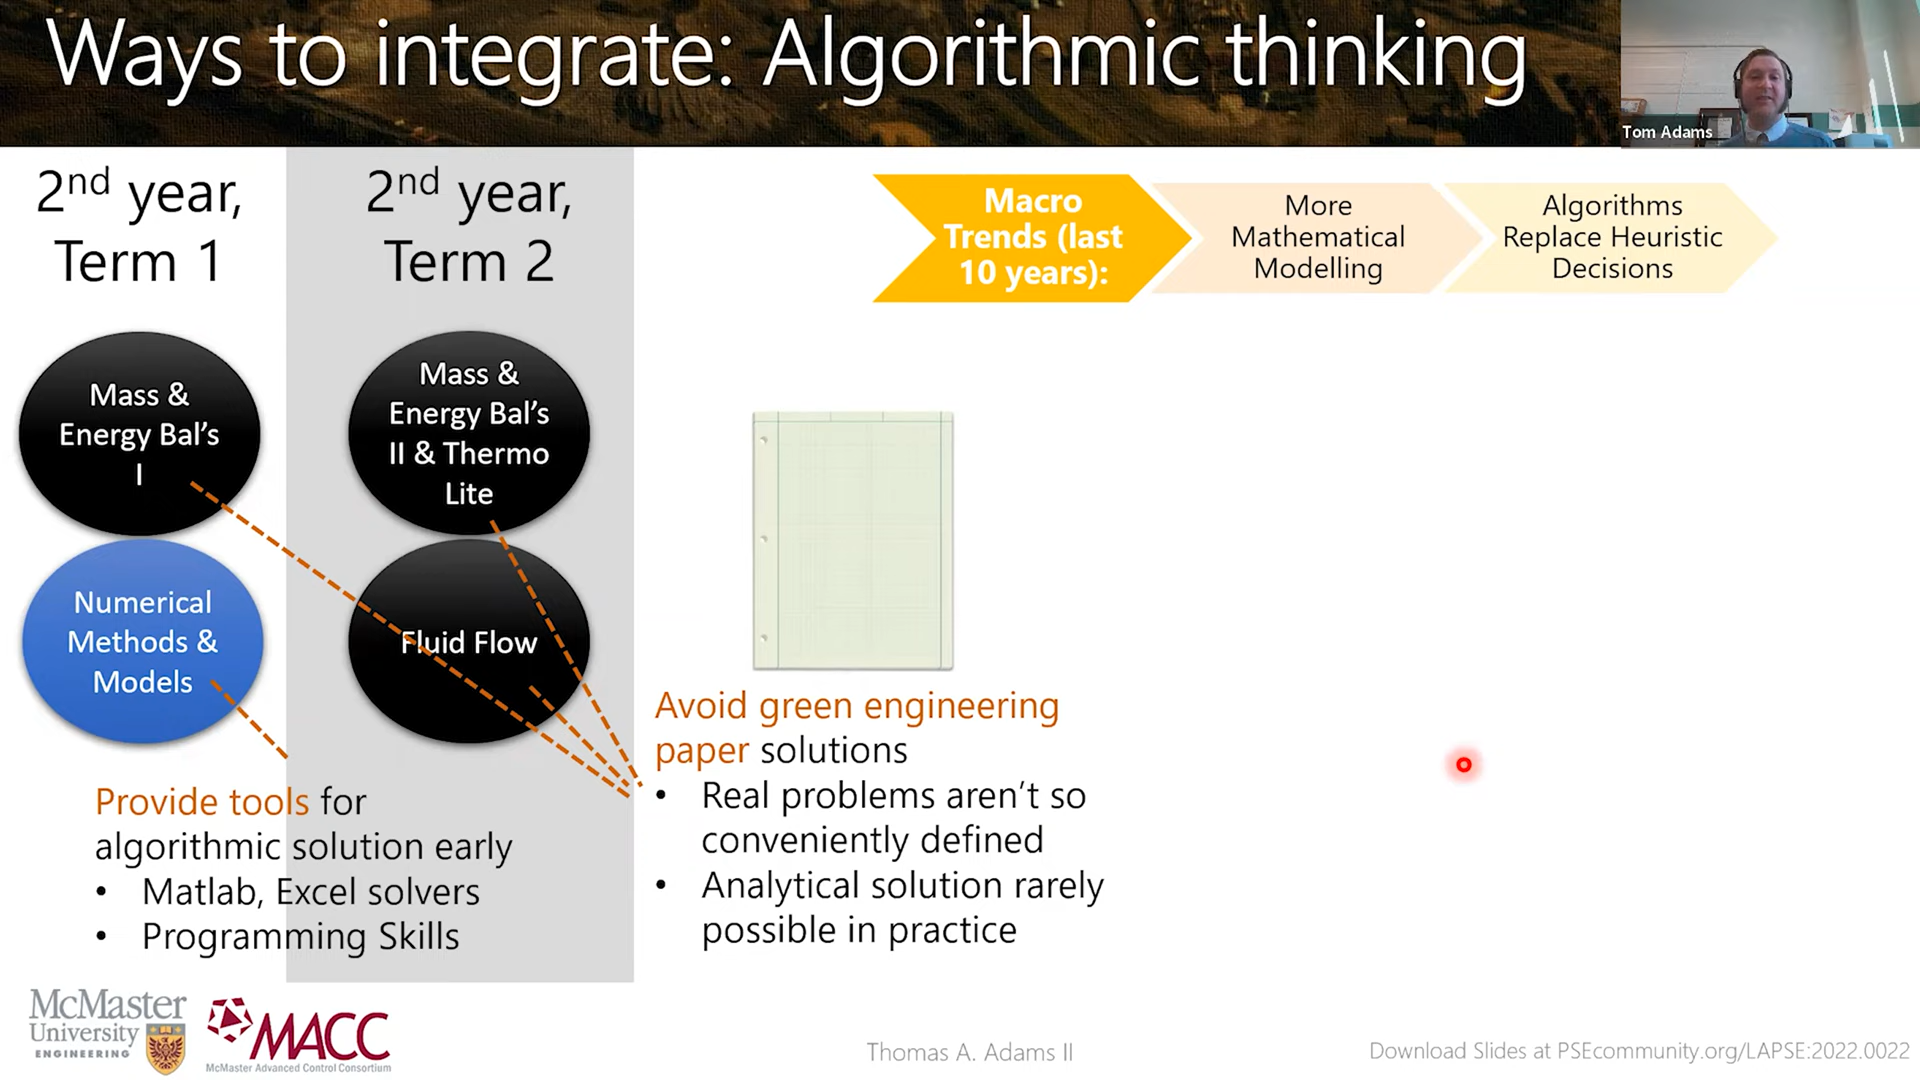 Ways to integrate: Algorithmic thinking
Tom Adams
2nd year,
Term 1
2nd year,
Term 2
Macro
Trends (last
10 years):
More
Mathematical
Modelling
Algorithms
Replace Heuristic
Decisions
Mass &
Energy Bal's
I
Mass &
Energy Bal's
II & Thermo
Lite
Numerical
Methods &
Models
Fluid Flow
Provide tools for
algorithmic solution early
• Matlab, Excel solvers
• Programming Skills
Avoid green engineering
paper solutions
• Real problems aren't so
conveniently defined
• Analytical solution rarely
possible in practice
McMaster
University
ENGINEERING
MACC
McMaster Advanced Control Consortium
Thomas A. Adams II
Download Slides at PSEcommunity.org/LAPSE:2022.0022